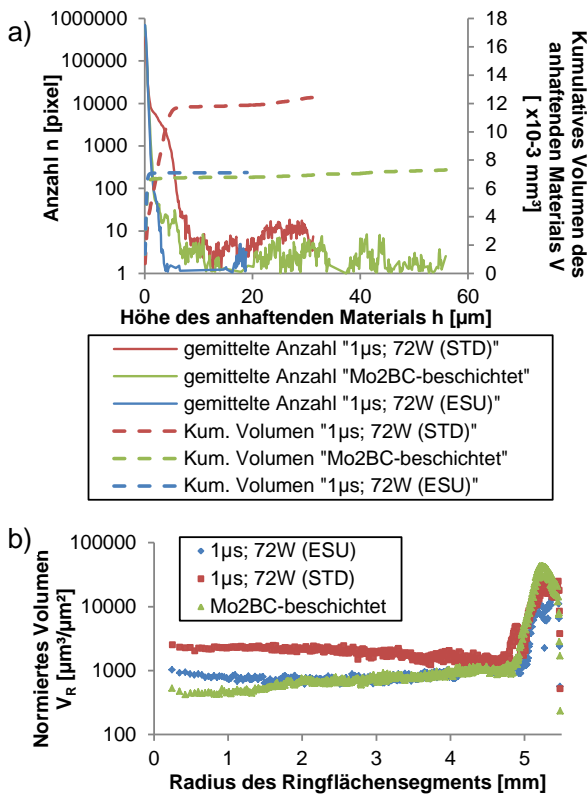 a)
Anzahl n [pixel]
1000000
100000
10000
1000
100
10
1
18
16
14
12
10
8
6
4
2
0
Kumulatives Volumen des
anhaftenden Materials V
[ x10-3 mm³]
0
20
40
60
Höhe des anhaftenden Materials h [µm]
gemittelte Anzahl "1µs; 72W (STD)"
gemittelte Anzahl "Mo2BC-beschichtet"
gemittelte Anzahl "1µs; 72W (ESU)"
Kum. Volumen "1µs; 72W (STD)"
Kum. Volumen "Mo2BC-beschichtet"
Kum. Volumen "1µs; 72W (ESU)"
b)
Normiertes Volumen
V_R [µm³/µm²]
100000
10000
1000
100
1µs; 72W (ESU)
1µs; 72W (STD)
Mo2BC-beschichtet
0
1
2
3
4
5
Radius des Ringflächensegments [mm]